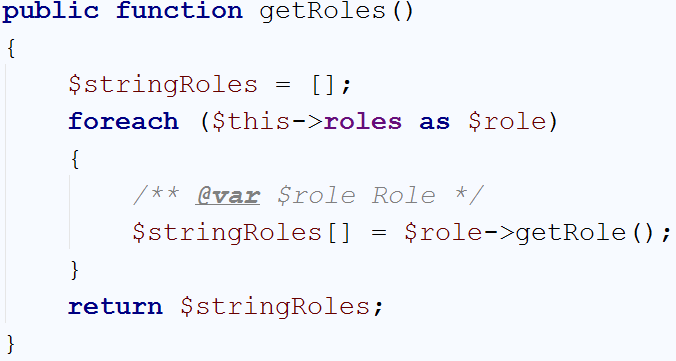 public function getRoles()
{
    $stringRoles = [];
    foreach ($this->roles as $role)
    {
        /** @var $role Role */
        $stringRoles[] = $role->getRole();
    }
    return $stringRoles;
}